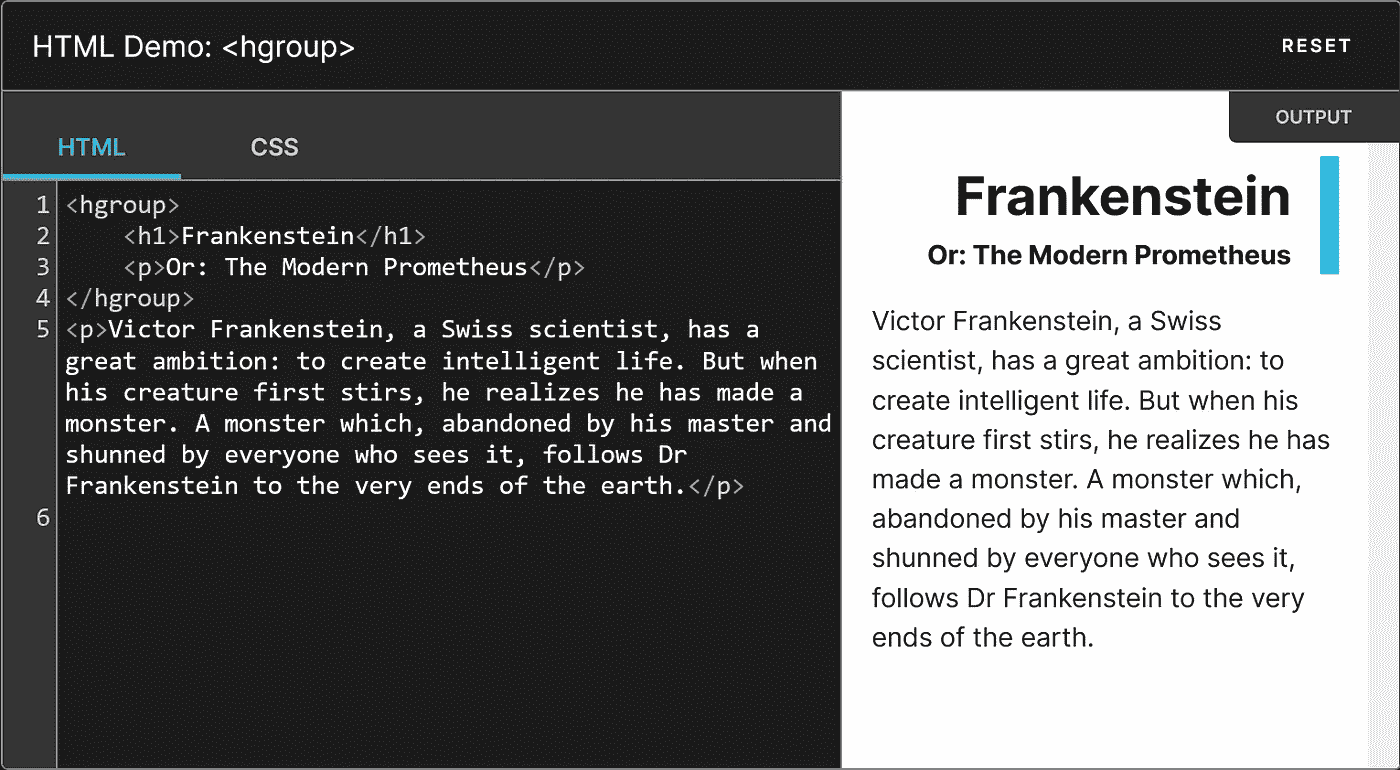 HTML Demo: <hgroup>
RESET
HTML
CSS
1 <hgroup>
2     <h1>Frankenstein</h1>
3     <p>Or: The Modern Prometheus</p>
4 </hgroup>
5 <p>Victor Frankenstein, a Swiss scientist, has a
great ambition: to create intelligent life. But when
his creature first stirs, he realizes he has made a
monster. A monster which, abandoned by his master and
shunned by everyone who sees it, follows Dr
Frankenstein to the very ends of the earth.</p>
6
OUTPUT
Frankenstein
Or: The Modern Prometheus
Victor Frankenstein, a Swiss
scientist, has a great ambition: to
create intelligent life. But when his
creature first stirs, he realizes he has
made a monster. A monster which,
abandoned by his master and
shunned by everyone who sees it,
follows Dr Frankenstein to the very
ends of the earth.